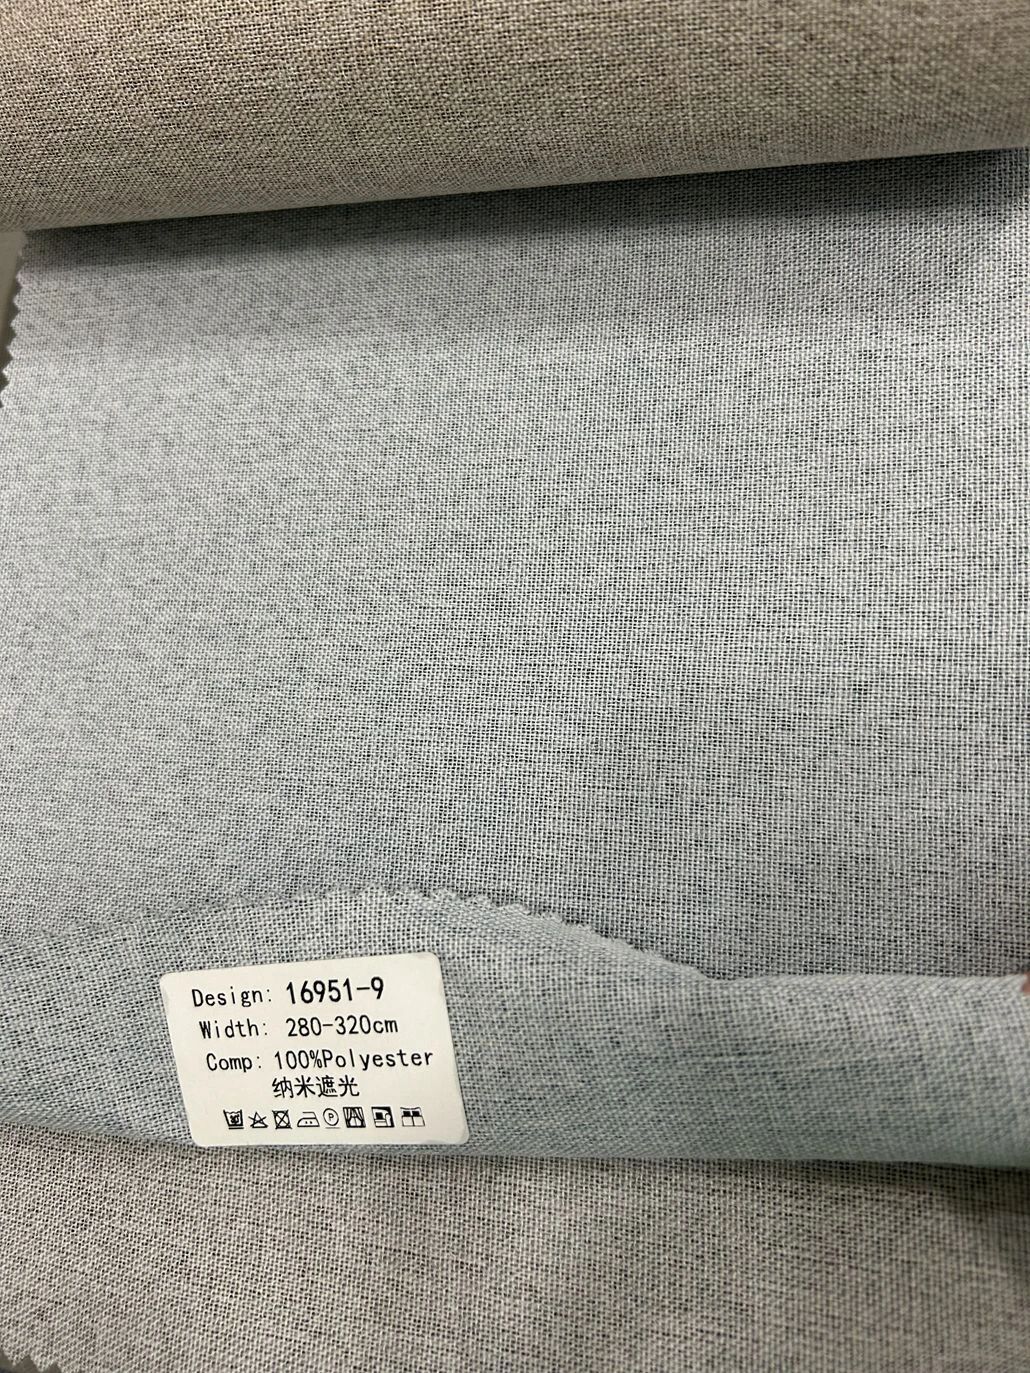 Design: 16951-9
Width: 280-320cm
Comp: 100%Polyester
纳米遮光